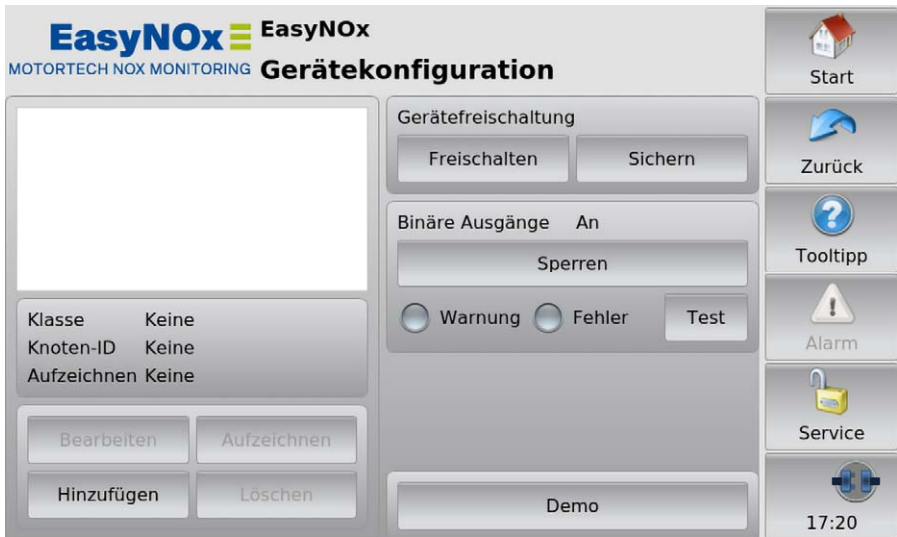 EasyNOx
MOTORTECH NOX MONITORING
EasyNOx
Gerätekonfiguration
Klasse Keine
Knoten-ID Keine
Aufzeichnen Keine
Bearbeiten Aufzeichnen
Hinzufügen Löschen
Gerätefreischaltung
Freischalten Sichern
Binäre Ausgänge An
Sperren
Warnung Fehler Test
Demo
Start
Zurück
Tooltipp
Alarm
Service
17:20